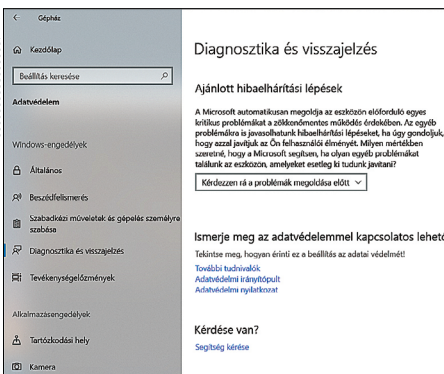 Gépház
Kezdőlap
Beállítás keresése
Adatvédelem
Windows-engedélyek
Általános
Beszédfelismerés
Szabadkézi műveletek és gépelés személyre
szabása
Diagnosztika és visszajelzés
Tevékenységelőzmények
Alkalmazásengedélyek
Tartózkodási hely
Kamera
Diagnosztika és visszajelzés
Ajánlott hibaelhárítási lépések
A Microsoft automatikusan megoldja az eszközön előforduló egyes
kritikus problémákat a zökkenőmentes működés érdekében. Az egyéb
problémákra is javasolhatunk hibaelhárítási lépéseket, ha úgy gondoljuk,
hogy azzal javítjuk az Ön felhasználói élményét. Milyen mértékben
szeretné, hogy a Microsoft segítsen, ha olyan egyéb problémákat
találunk az eszközön, amelyeket esetleg ki tudunk javítani?
Kérdezzen rá a problémák megoldása előtt
Ismerje meg az adatvédelemmel kapcsolatos lehető
Tekintse meg, hogyan érinti ez a beállítás az adatai védelmét!
További tudnivalók
Adatvédelmi irányítópult
Adatvédelmi nyilatkozat
Kérdése van?
Segítség kérése